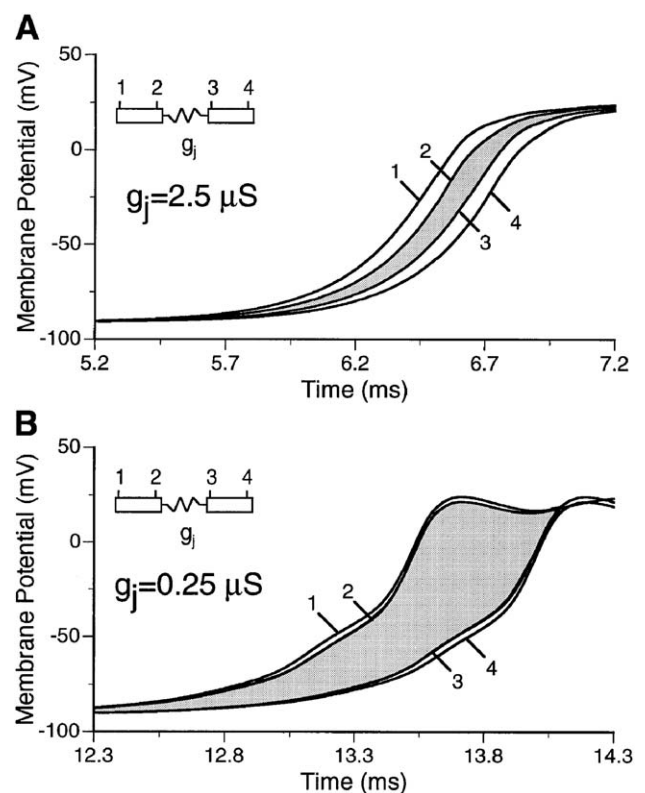 A
50
0
-50
-100
Membrane Potential (mV)
1 2 3 4
gj
gj=2.5 μS
1
2
3
4
5.2 5.7 6.2 6.7 7.2
Time (ms)
B
50
0
-50
-100
Membrane Potential (mV)
1 2 3 4
gj
gj=0.25 μS
1 2
3 4
12.3 12.8 13.3 13.8 14.3
Time (ms)